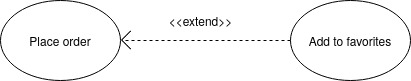 <<extend>>
Place order
Add to favorites